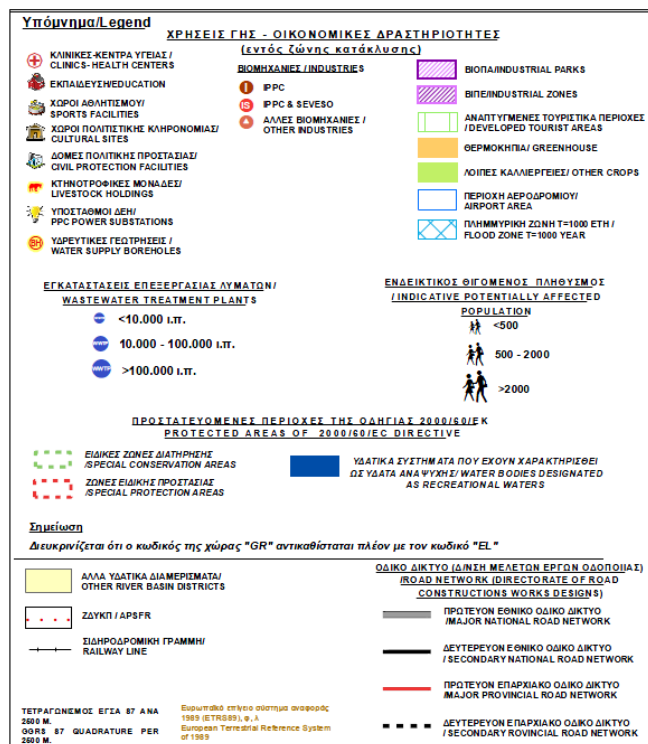 Υπόμνημα/Legend
ΧΡΗΣΕΙΣ ΓΗΣ - ΟΙΚΟΝΟΜΙΚΕΣ ΔΡΑΣΤΗΡΙΟΤΗΤΕΣ
(εντός ζώνης κατάκλυσης)
ΚΛΙΝΙΚΕΣ-ΚΕΝΤΡΑ ΥΓΕΙΑΣ /
CLINICS- HEALTH CENTERS
ΕΚΠΑΙΔΕΥΣΗ/EDUCATION
ΧΩΡΟΙ ΑΘΛΗΤΙΣΜΟΥ/
SPORTS FACILITIES
ΧΩΡΟΙ ΠΟΛΙΤΙΣΤΙΚΗΣ ΚΛΗΡΟΝΟΜΙΑΣ/
CULTURAL SITES
ΔΟΜΕΣ ΠΟΛΙΤΙΚΗΣ ΠΡΟΣΤΑΣΙΑΣ/
CIVIL PROTECTION FACILITIES
ΚΤΗΝΟΤΡΟΦΙΚΕΣ ΜΟΝΑΔΕΣ/
LIVESTOCK HOLDINGS
ΥΠΟΣΤΑΘΜΟΙ ΔΕΗ/
PPC POWER SUBSTATIONS
BH ΥΔΡΕΥΤΙΚΕΣ ΓΕΩΤΡΗΣΕΙΣ /
WATER SUPPLY BOREHOLES
ΒΙΟΜΗΧΑΝΙΕΣ / INDUSTRIES
I IPPC
IS IPPC & SEVESO
ΑΛΛΕΣ ΒΙΟΜΗΧΑΝΙΕΣ /
OTHER INDUSTRIES
ΒΙΟΠΑ/INDUSTRIAL PARKS
ΒΙΠΕ/INDUSTRIAL ZONES
ΑΝΑΠΤΥΓΜΕΝΕΣ ΤΟΥΡΙΣΤΙΚΑ ΠΕΡΙΟΧΕΣ
/ DEVELOPED TOURIST AREAS
ΘΕΡΜΟΚΗΠΙΑ/ GREENHOUSE
ΛΟΙΠΕΣ ΚΑΛΛΙΕΡΓΕΙΕΣ/ OTHER CROPS
ΠΕΡΙΟΧΗ ΑΕΡΟΔΡΟΜΙΟΥ/
AIRPORT AREA
ΠΛΗΜΜΥΡΙΚΗ ΖΩΝΗ Τ=1000 ΕΤΗ /
FLOOD ZONE T=1000 YEAR
ΕΓΚΑΤΑΣΤΑΣΕΙΣ ΕΠΕΞΕΡΓΑΣΙΑΣ ΛΥΜΑΤΩΝ/
WASTEWATER TREATMENT PLANTS
<10.000 ι.π.
WWTP 10.000 - 100.000 ι.π.
WWTP >100.000 ι.π.
ΕΝΔΕΙΚΤΙΚΟΣ ΘΙΓΟΜΕΝΟΣ ΠΛΗΘΥΣΜΟΣ
/ INDICATIVE POTENTIALLY AFFECTED
POPULATION
<500
500 - 2000
>2000
ΠΡΟΣΤΑΤΕΥΟΜΕΝΕΣ ΠΕΡΙΟΧΕΣ ΤΗΣ ΟΔΗΓΙΑΣ 2000/60/ΕΚ
PROTECTED AREAS OF 2000/60/EC DIRECTIVE
ΕΙΔΙΚΕΣ ΖΩΝΕΣ ΔΙΑΤΗΡΗΣΗΣ
/SPECIAL CONSERVATION AREAS
ΖΩΝΕΣ ΕΙΔΙΚΗΣ ΠΡΟΣΤΑΣΙΑΣ
/SPECIAL PROTECTION AREAS
ΥΔΑΤΙΚΑ ΣΥΣΤΗΜΑΤΑ ΠΟΥ ΕΧΟΥΝ ΧΑΡΑΚΤΗΡΙΣΘΕΙ
ΩΣ ΥΔΑΤΑ ΑΝΑΨΥΧΗΣ/ WATER BODIES DESIGNATED
AS RECREATIONAL WATERS
Σημείωση
Διευκρινίζεται ότι ο κωδικός της χώρας "GR" αντικαθίσταται πλέον με τον κωδικό "EL"
ΑΛΛΑ ΥΔΑΤΙΚΑ ΔΙΑΜΕΡΙΣΜΑΤΑ/
OTHER RIVER BASIN DISTRICTS
ΖΔΥΚΠ / APSFR
ΣΙΔΗΡΟΔΡΟΜΙΚΗ ΓΡΑΜΜΗ/
RAILWAY LINE
ΟΔΙΚΟ ΔΙΚΤΥΟ (Δ/ΝΣΗ ΜΕΛΕΤΩΝ ΕΡΓΩΝ ΟΔΟΠΟΙΙΑΣ)
/ROAD NETWORK (DIRECTORATE OF ROAD
CONSTRUCTIONS WORKS DESIGNS)
ΠΡΩΤΕΥΟΝ ΕΘΝΙΚΟ ΟΔΙΚΟ ΔΙΚΤΥΟ
/MAJOR NATIONAL ROAD NETWORK
ΔΕΥΤΕΡΕΥΟΝ ΕΘΝΙΚΟ ΟΔΙΚΟ ΔΙΚΤΥΟ
/ SECONDARY NATIONAL ROAD NETWORK
ΠΡΩΤΕΥΟΝ ΕΠΑΡΧΙΑΚΟ ΟΔΙΚΟ ΔΙΚΤΥΟ
/MAJOR PROVINCIAL ROAD NETWORK
ΔΕΥΤΕΡΕΥΟΝ ΕΠΑΡΧΙΑΚΟ ΟΔΙΚΟ ΔΙΚΤΥΟ
/ SECONDARY ROVINCIAL ROAD NETWORK
ΤΕΤΡΑΓΩΝΙΣΜΟΣ ΕΓΣΑ 87 ΑΝΑ
2500 Μ.
GGRS 87 QUADRATURE PER
2500 M.
Ευρωπαϊκό επίγειο σύστημα αναφοράς
1989 (ETRS89), φ, λ
European Terrestrial Reference System
of 1989